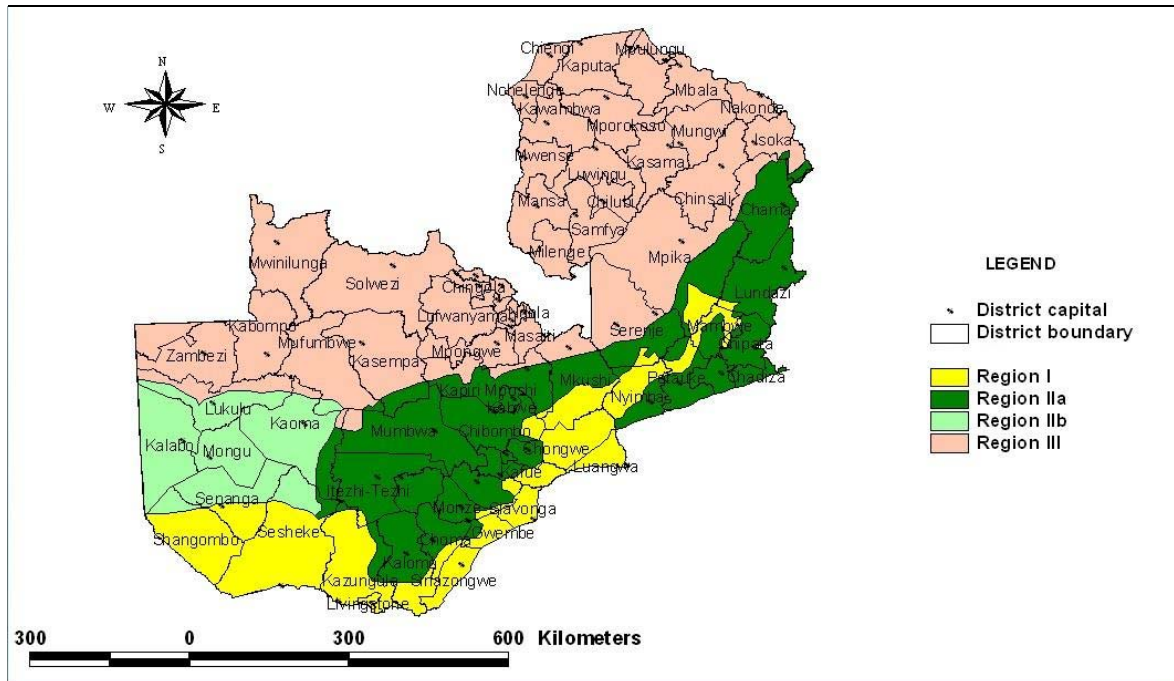 N
W E
S
Chiengi
Mpulungu
Kaputa
Mbala
Nchelenge
Nakonde
Kawambwa
Mporokoso
Mungwi
Isoka
Mwense
Kasama
Luwingu
Mansa
Chilubi
Chinsali
Chama
Samfya
Milenge
Mpika
Mwinilunga
Solwezi
Chingola
Lundazi
Lufwanyama
Ndola
Kabompo
Serenje
Mambwe
Masaiti
Mufumbwe
Chipata
Zambezi
Kasempa
Mpongwe
Mkushi
Petauke
Chadiza
Kapiri Mposhi
Nyimba
Lukulu
Kabwe
Kaoma
Mumbwa
Chibombo
Kalabo
Mongu
Chongwe
Luangwa
Kafue
Itezhi-Tezhi
Senanga
Monze
Siavonga
Sesheke
Gwembe
Shangombo
Choma
Kalomo
Kazungula
Sinazongwe
Livingstone
LEGEND
District capital
District boundary
Region I
Region IIa
Region IIb
Region III
300 0 300 600 Kilometers